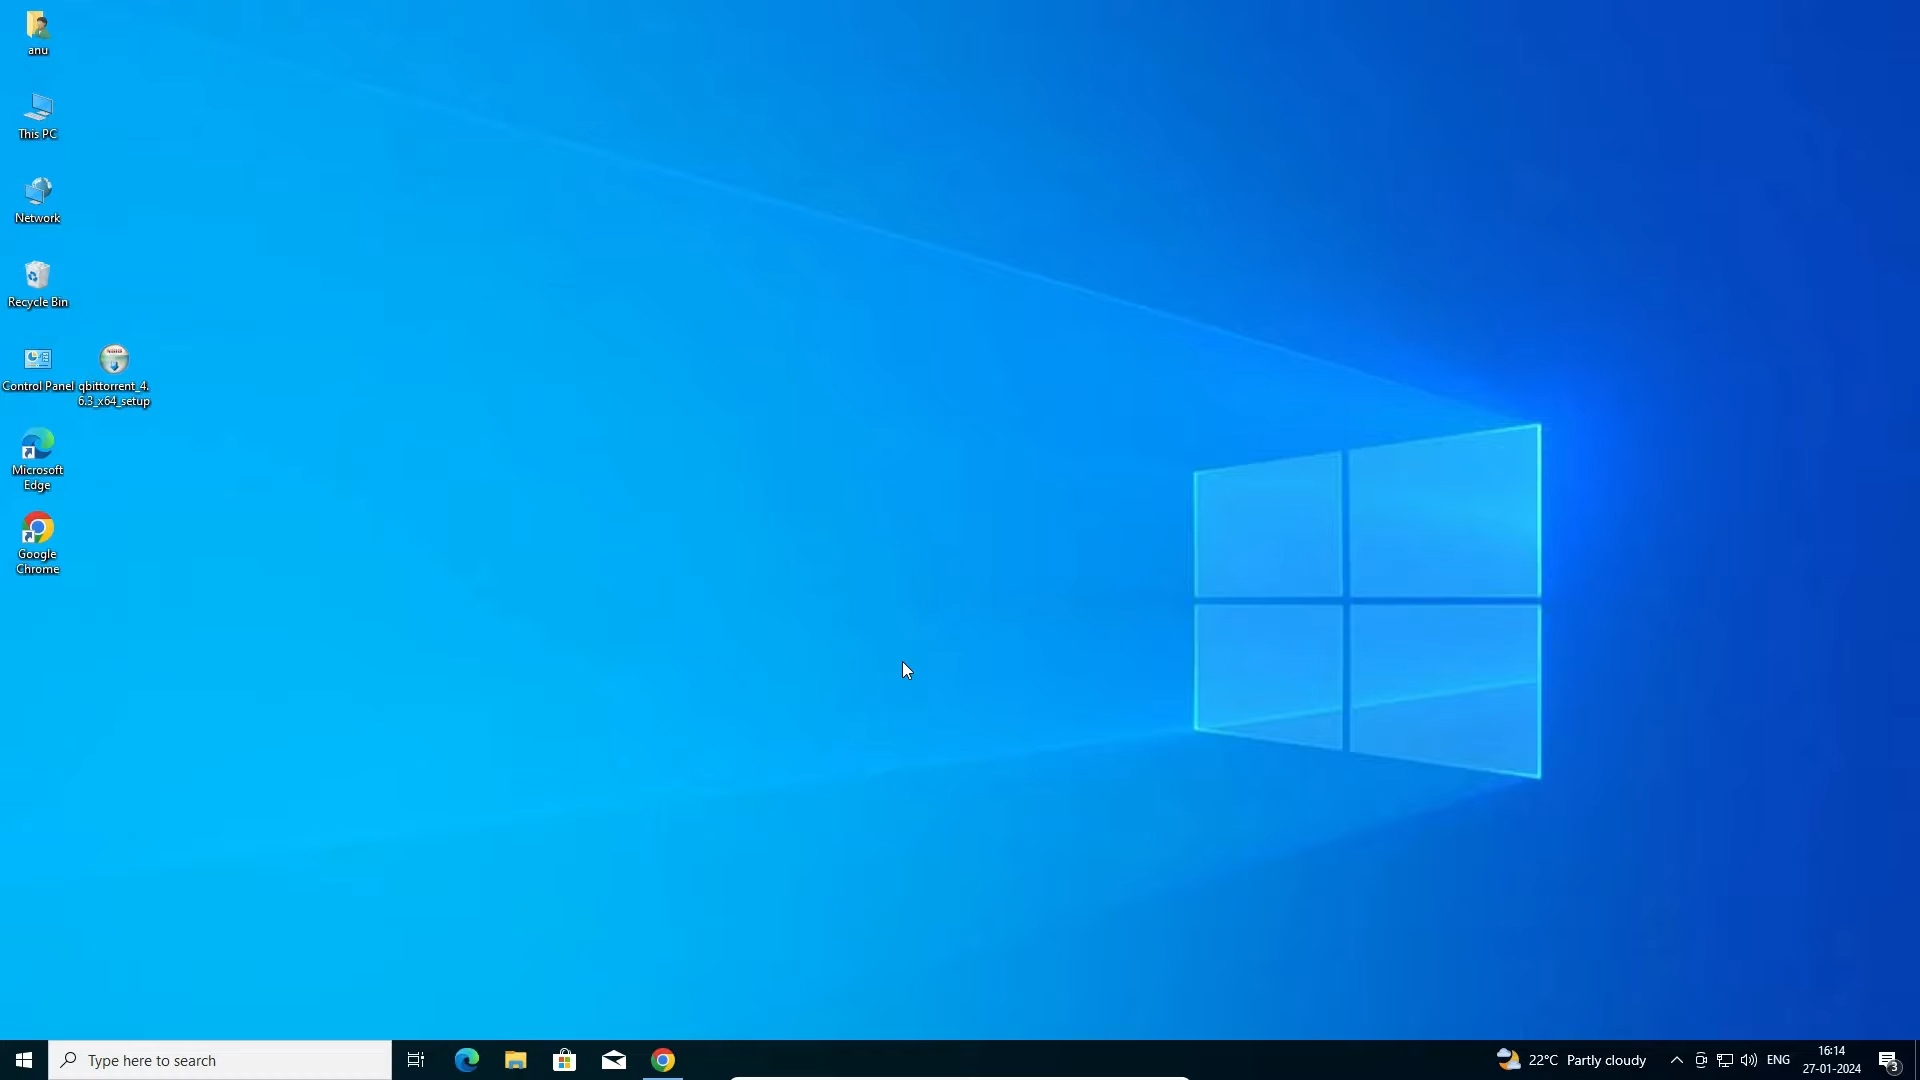 anu
This PC
Network
Recycle Bin
Control Panel
qbittorrent_4.
6.3_x64_setup
Microsoft
Edge
Google
Chrome
Type here to search
22°C Partly cloudy
ENG
16:14
27-01-2024
3